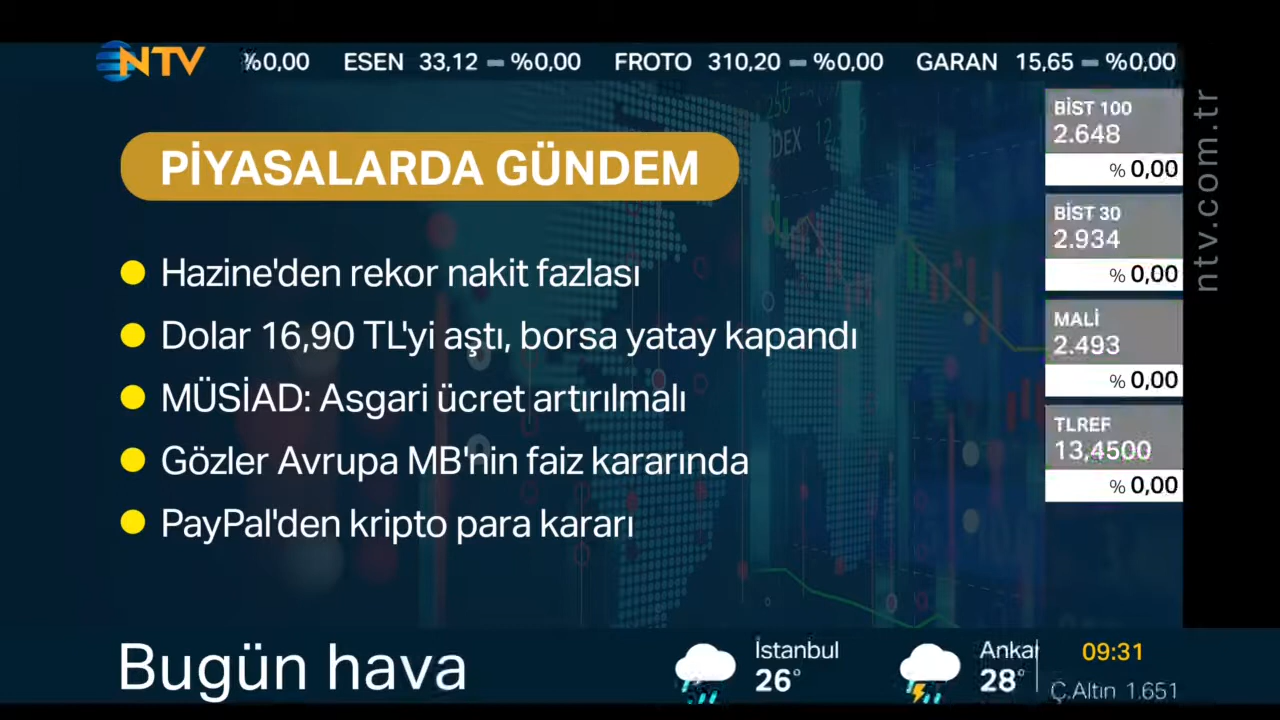 NTV
%0,00 ESEN 33,12 %0,00 FROTO 310,20 %0,00 GARAN 15,65 %0,00
PİYASALARDA GÜNDEM
Hazine'den rekor nakit fazlası
Dolar 16,90 TL'yi aştı, borsa yatay kapandı
MÜSİAD: Asgari ücret artırılmalı
Gözler Avrupa MB'nin faiz kararında
PayPal'den kripto para kararı
BİST 100
2.648
% 0,00
BİST 30
2.934
% 0,00
MALİ
2.493
% 0,00
TLREF
13,4500
% 0,00
ntv.com.tr
Bugün hava
İstanbul
26°
Ankar
28°
09:31
Ç.Altın 1.651